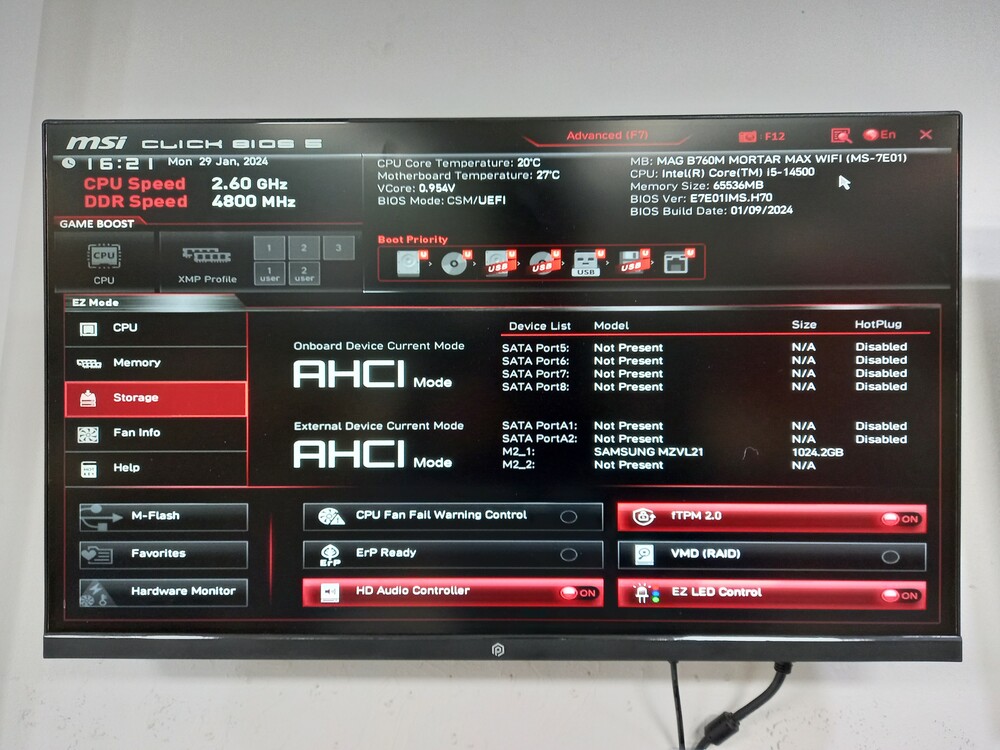 msi CLICK BIOS 5
Advanced (F7)
F12
En
X
16:21 Mon 29 Jan, 2024
CPU Speed 2.60 GHz
DDR Speed 4800 MHz
CPU Core Temperature: 20°C
Motherboard Temperature: 27°C
VCore: 0.954V
BIOS Mode: CSM/UEFI
MB: MAG B760M MORTAR MAX WIFI (MS-7E01)
CPU: Intel(R) Core(TM) i5-14500
Memory Size: 65536MB
BIOS Ver: E7E01IMS.H70
BIOS Build Date: 01/09/2024
GAME BOOST
CPU
CPU
XMP Profile
1 2 3
1 user 2 user
Boot Priority
U U U U U U U
USB USB USB USB
EZ Mode
CPU
Memory
Storage
Fan Info
Help
Onboard Device Current Mode
AHCI Mode
External Device Current Mode
AHCI Mode
Device List Model Size HotPlug
SATA Port5: Not Present N/A Disabled
SATA Port6: Not Present N/A Disabled
SATA Port7: Not Present N/A Disabled
SATA Port8: Not Present N/A Disabled
SATA PortA1: Not Present N/A Disabled
SATA PortA2: Not Present N/A Disabled
M2_1: SAMSUNG MZVL21 1024.2GB
M2_2: Not Present N/A
M-Flash
Favorites
Hardware Monitor
CPU Fan Fail Warning Control
ErP Ready
ErP
HD Audio Controller ON
fTPM 2.0 ON
VMD (RAID)
EZ LED Control ON